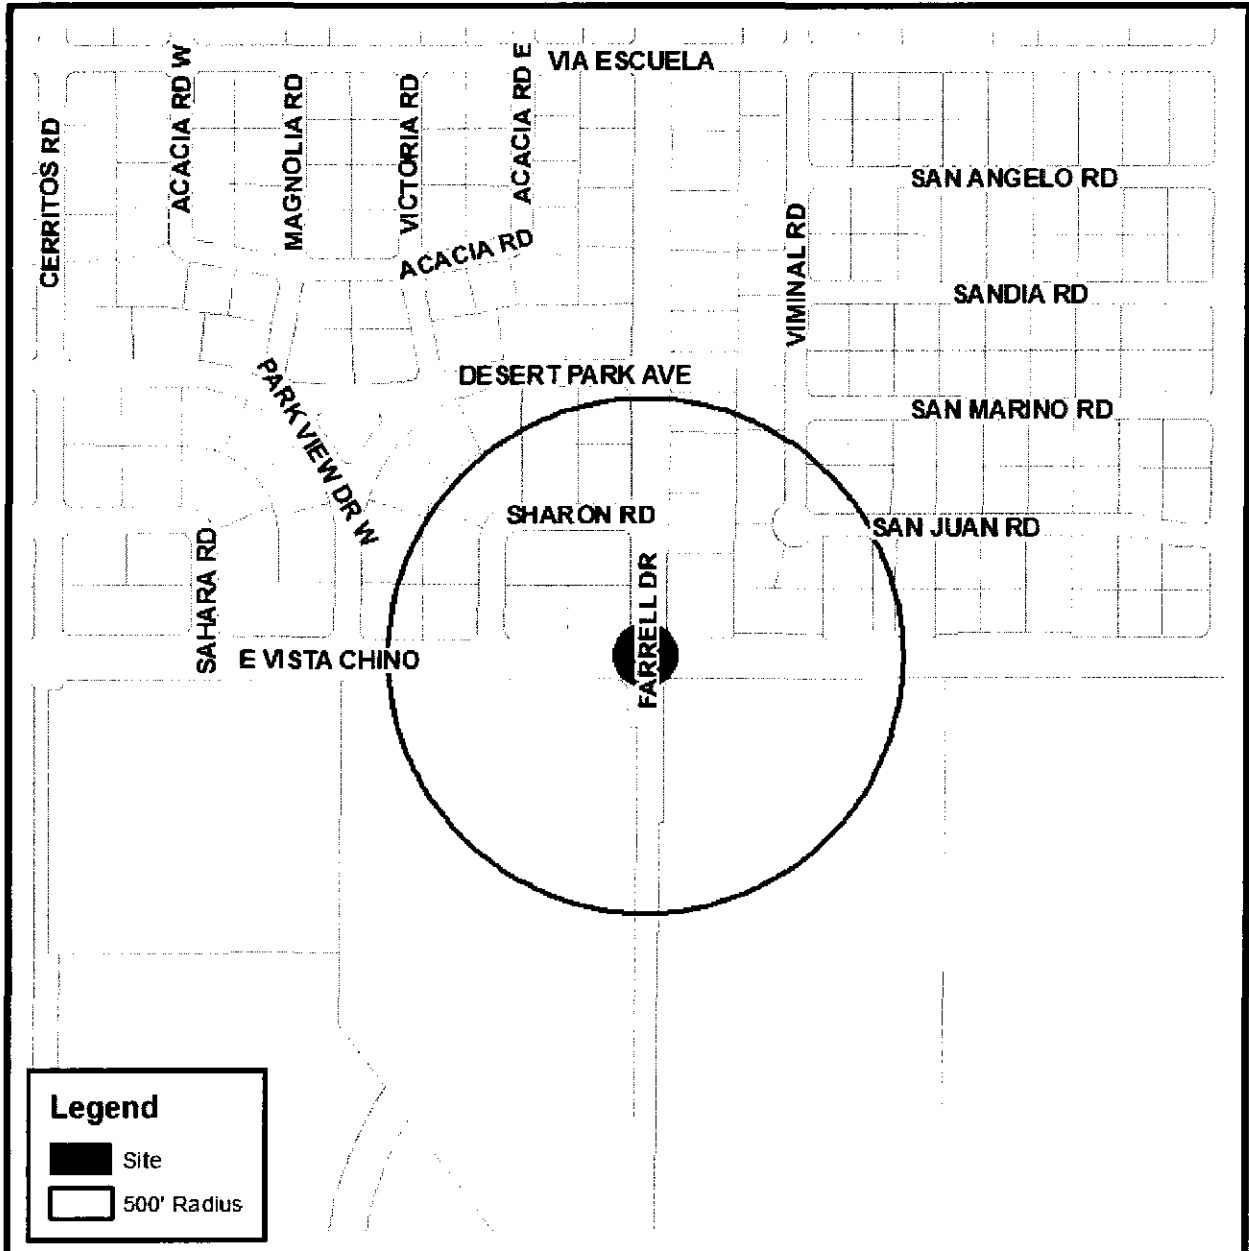 VIA ESCUELA
ACACIA RD W
MAGNOLIA RD
VICTORIA RD
ACACIA RD E
CERRITOS RD
SAN ANGELO RD
ACACIA RD
VIMINAL RD
SANDIA RD
PARKVIEW DR W
DESERT PARK AVE
SAN MARINO RD
SHARON RD
SAN JUAN RD
SAHARA RD
FARRELL DR
E VISTA CHINO
Legend
Site
500' Radius